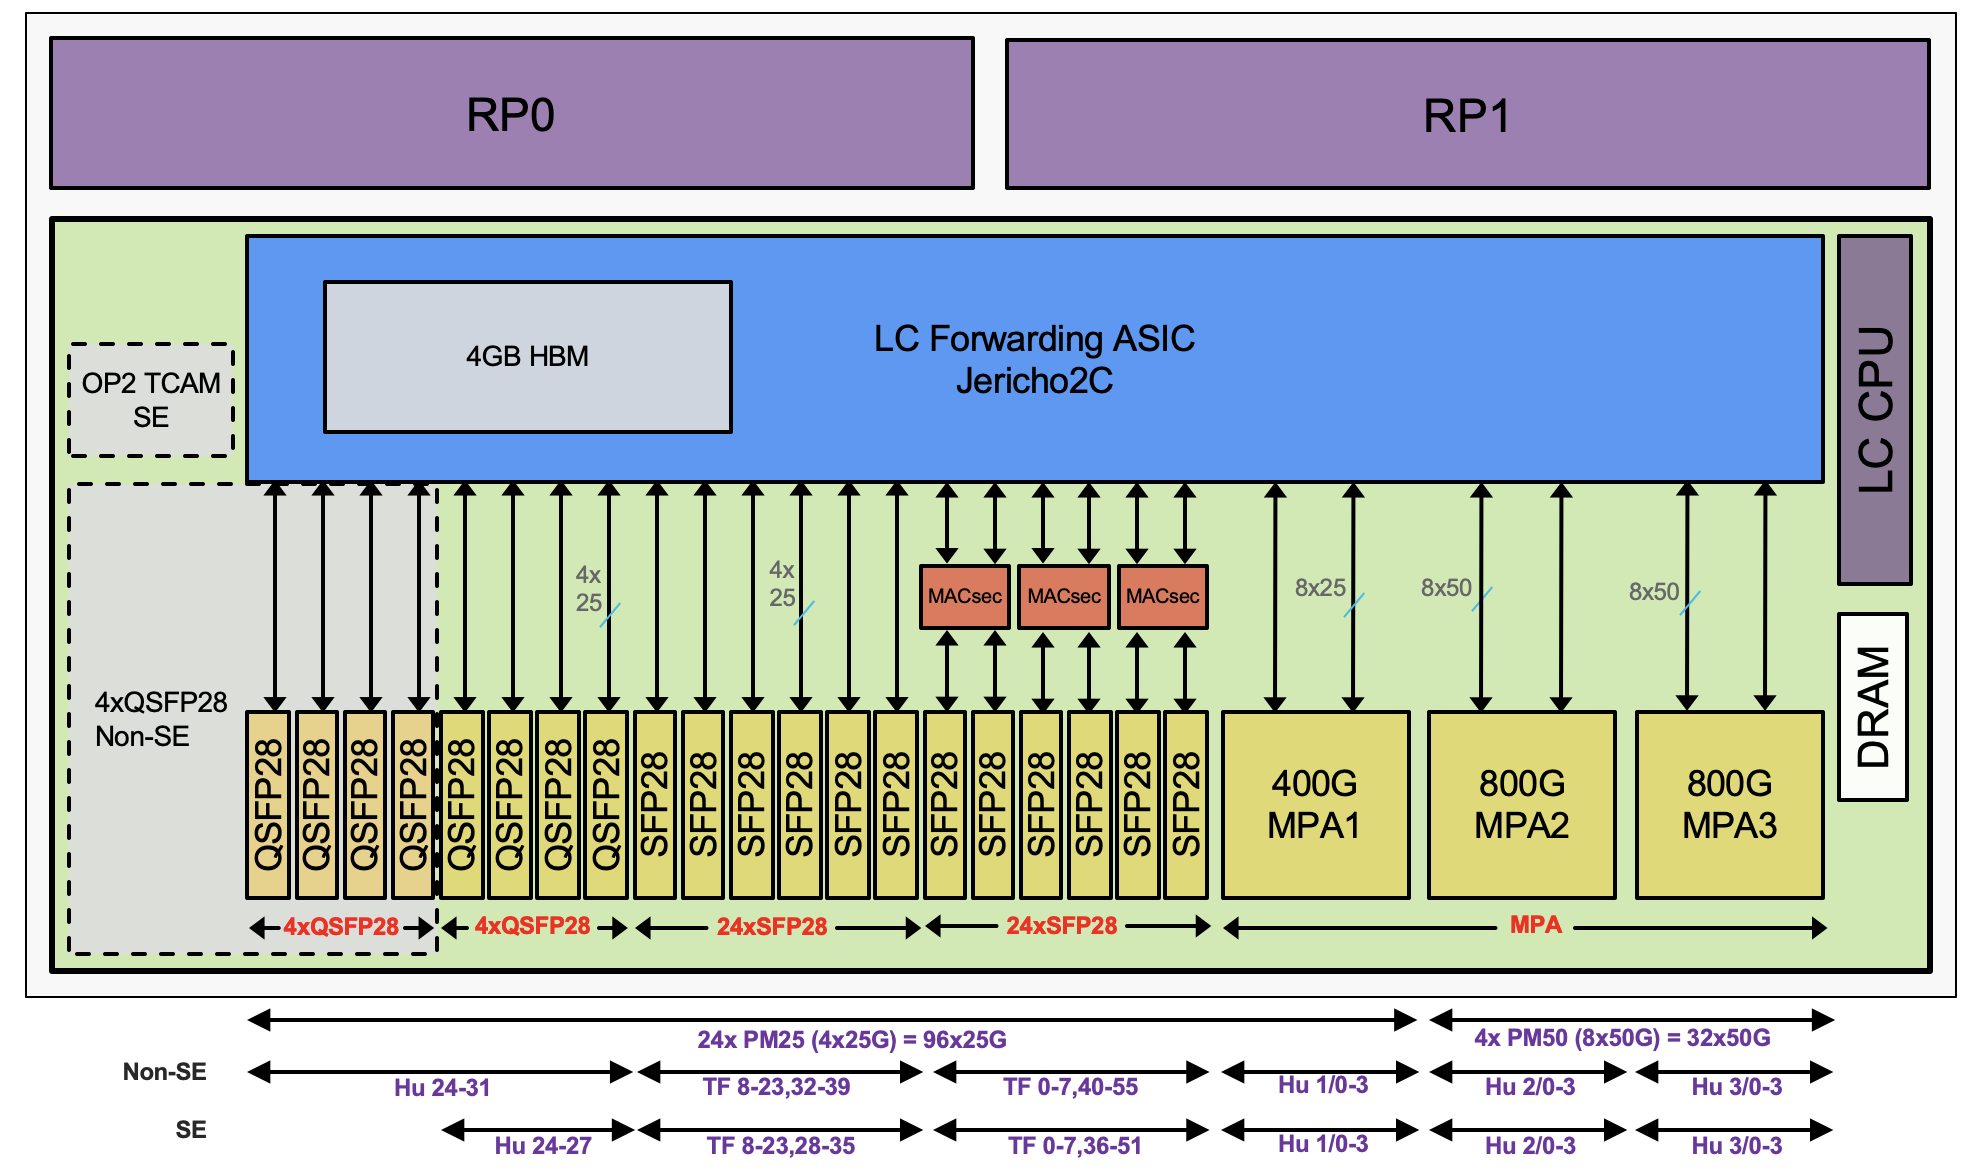 RP0
RP1
LC Forwarding ASIC
Jericho2C
4GB HBM
LC CPU
OP2 TCAM
SE
4x
25
4x
25
MACsec
MACsec
MACsec
8x25
8x50
8x50
DRAM
4xQSFP28
Non-SE
QSFP28
QSFP28
QSFP28
QSFP28
QSFP28
QSFP28
QSFP28
QSFP28
SFP28
SFP28
SFP28
SFP28
SFP28
SFP28
SFP28
SFP28
SFP28
SFP28
SFP28
SFP28
400G
MPA1
800G
MPA2
800G
MPA3
4xQSFP28
4xQSFP28
24xSFP28
24xSFP28
MPA
24x PM25 (4x25G) = 96x25G
4x PM50 (8x50G) = 32x50G
Non-SE
Hu 24-31
TF 8-23,32-39
TF 0-7,40-55
Hu 1/0-3
Hu 2/0-3
Hu 3/0-3
SE
Hu 24-27
TF 8-23,28-35
TF 0-7,36-51
Hu 1/0-3
Hu 2/0-3
Hu 3/0-3